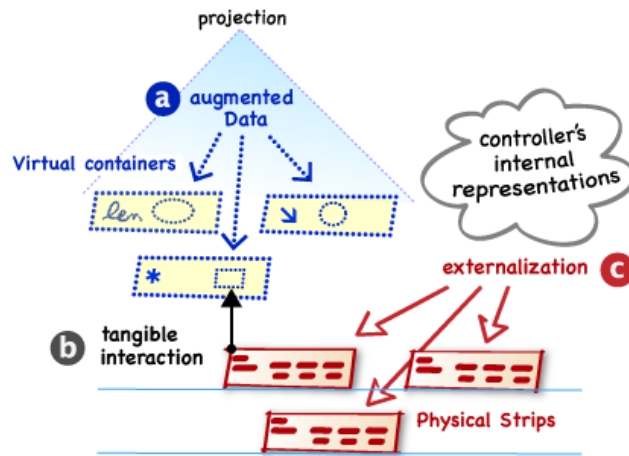 projection
a augmented
Data
Virtual containers
controller's
internal
representations
len
*
externalization c
b tangible
interaction
Physical Strips